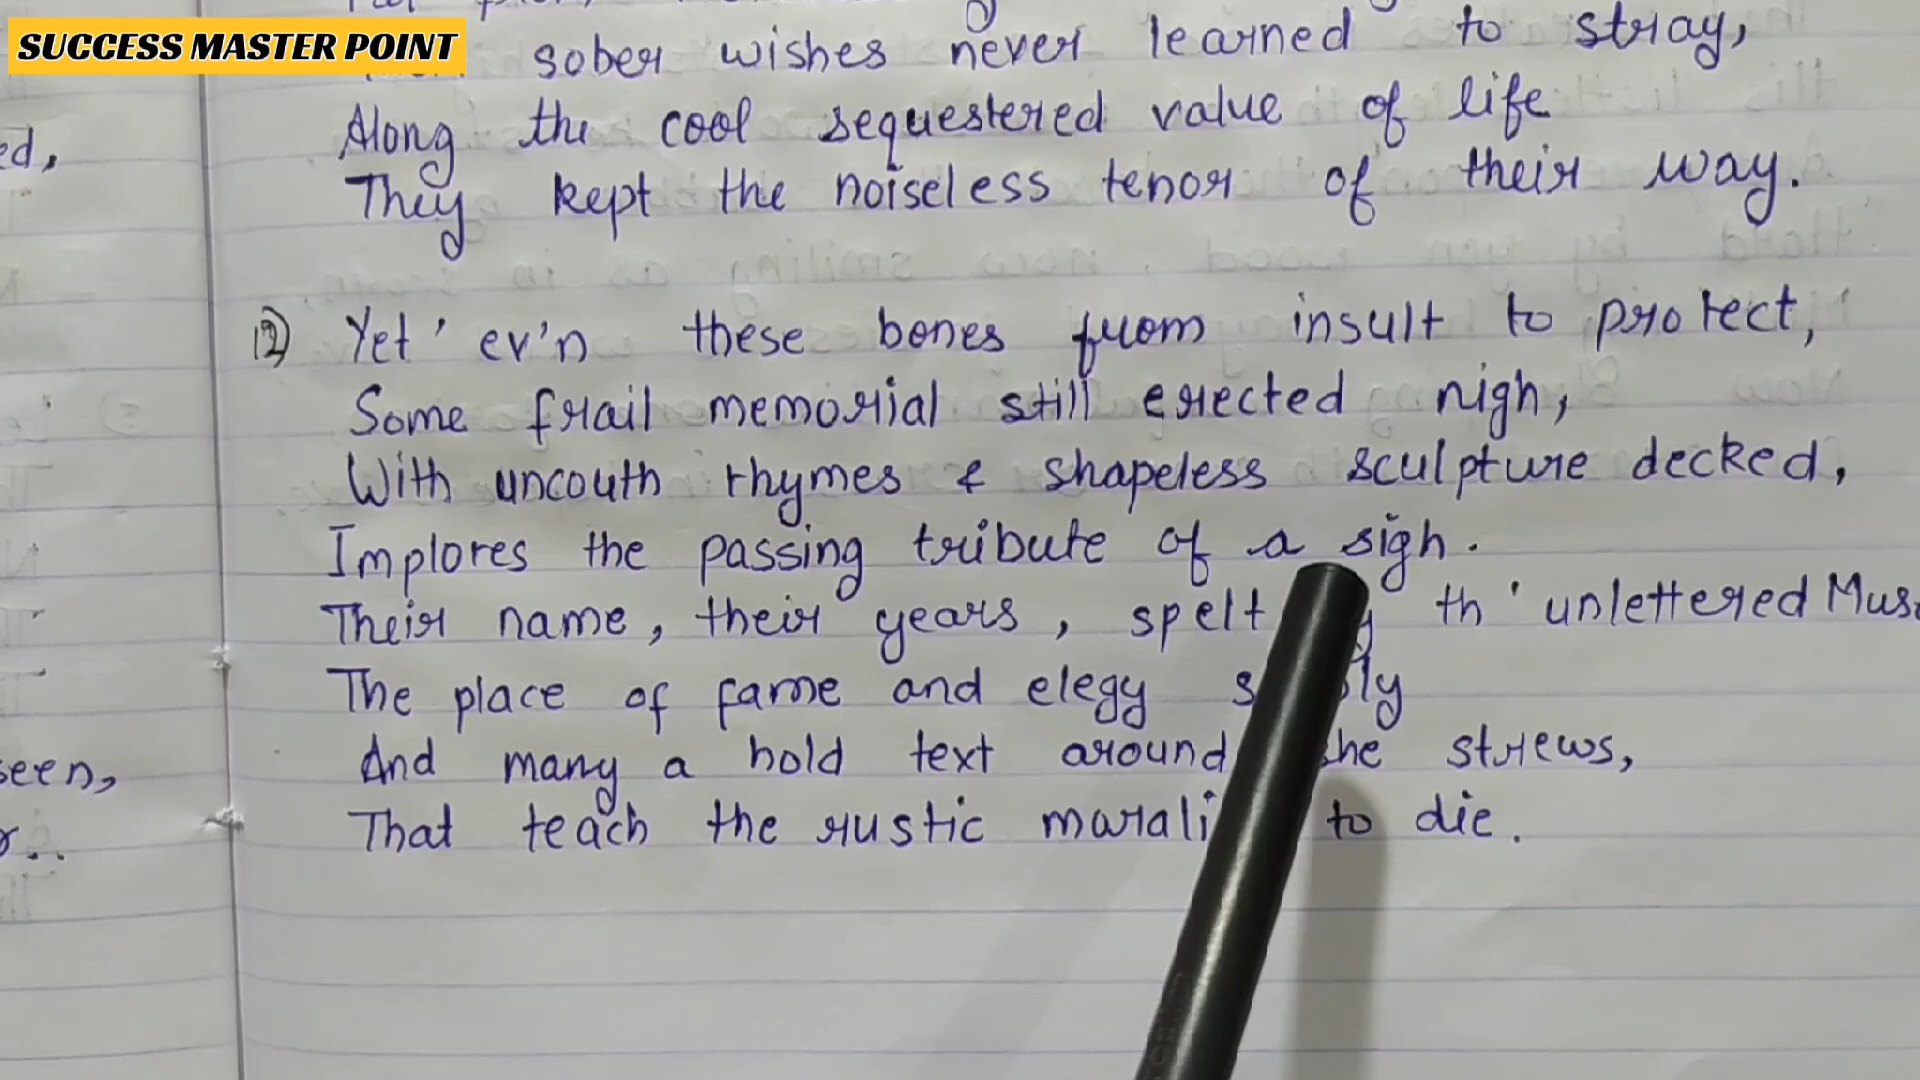 SUCCESS MASTER POINT
sober wishes never learned to stray,
Along the cool sequestered value of life
They kept the noiseless tenor of their way.
12) Yet' ev'n these bones from insult to protect,
Some frail memorial still erected nigh,
With uncouth rhymes & shapeless sculpture decked,
Implores the passing tribute of a sigh.
Their name, their years, spelt th' unlettered Mus
The place of fame and elegy
And many a hold text around she strews,
That teach the rustic to die.
ed,
seen,